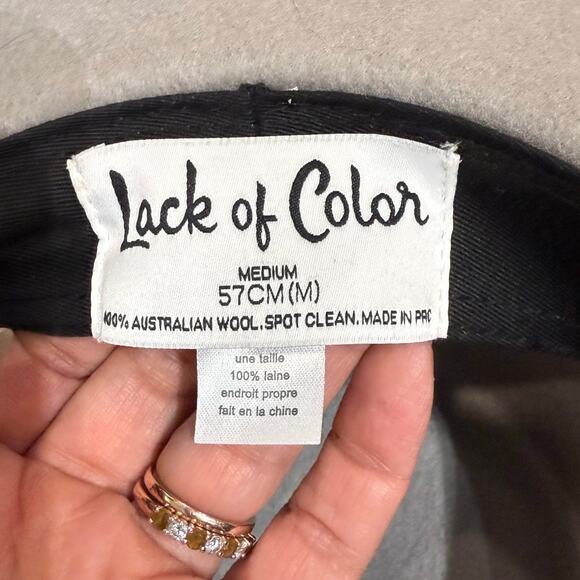 Lack of Color
MEDIUM
57CM (M)
100% AUSTRALIAN WOOL. SPOT CLEAN. MADE IN PRC
une taille
100% laine
endroit propre
fait en la chine